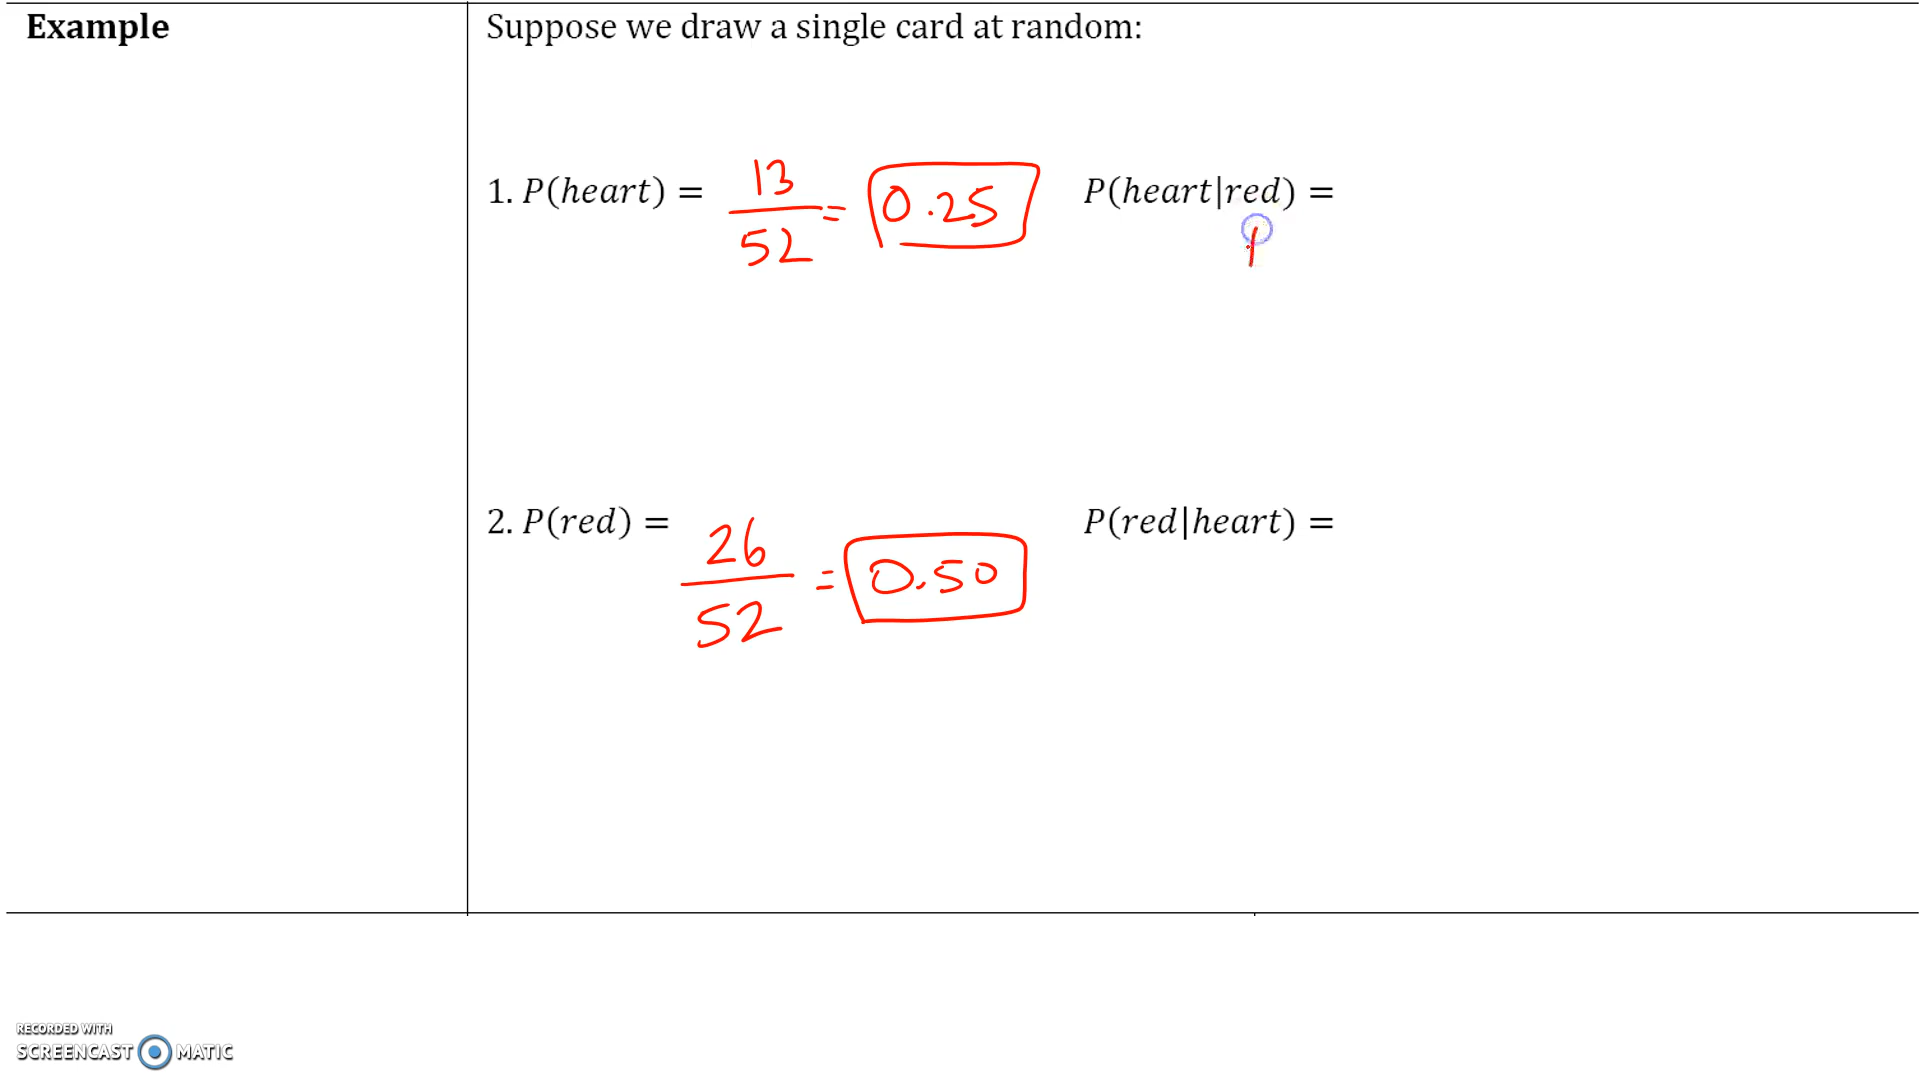 Example
Suppose we draw a single card at random:
1. P(heart) = 13/52 = 0.25
P(heart|red) =
2. P(red) = 26/52 = 0.50
P(red|heart) =
RECORDED WITH
SCREENCAST MATIC